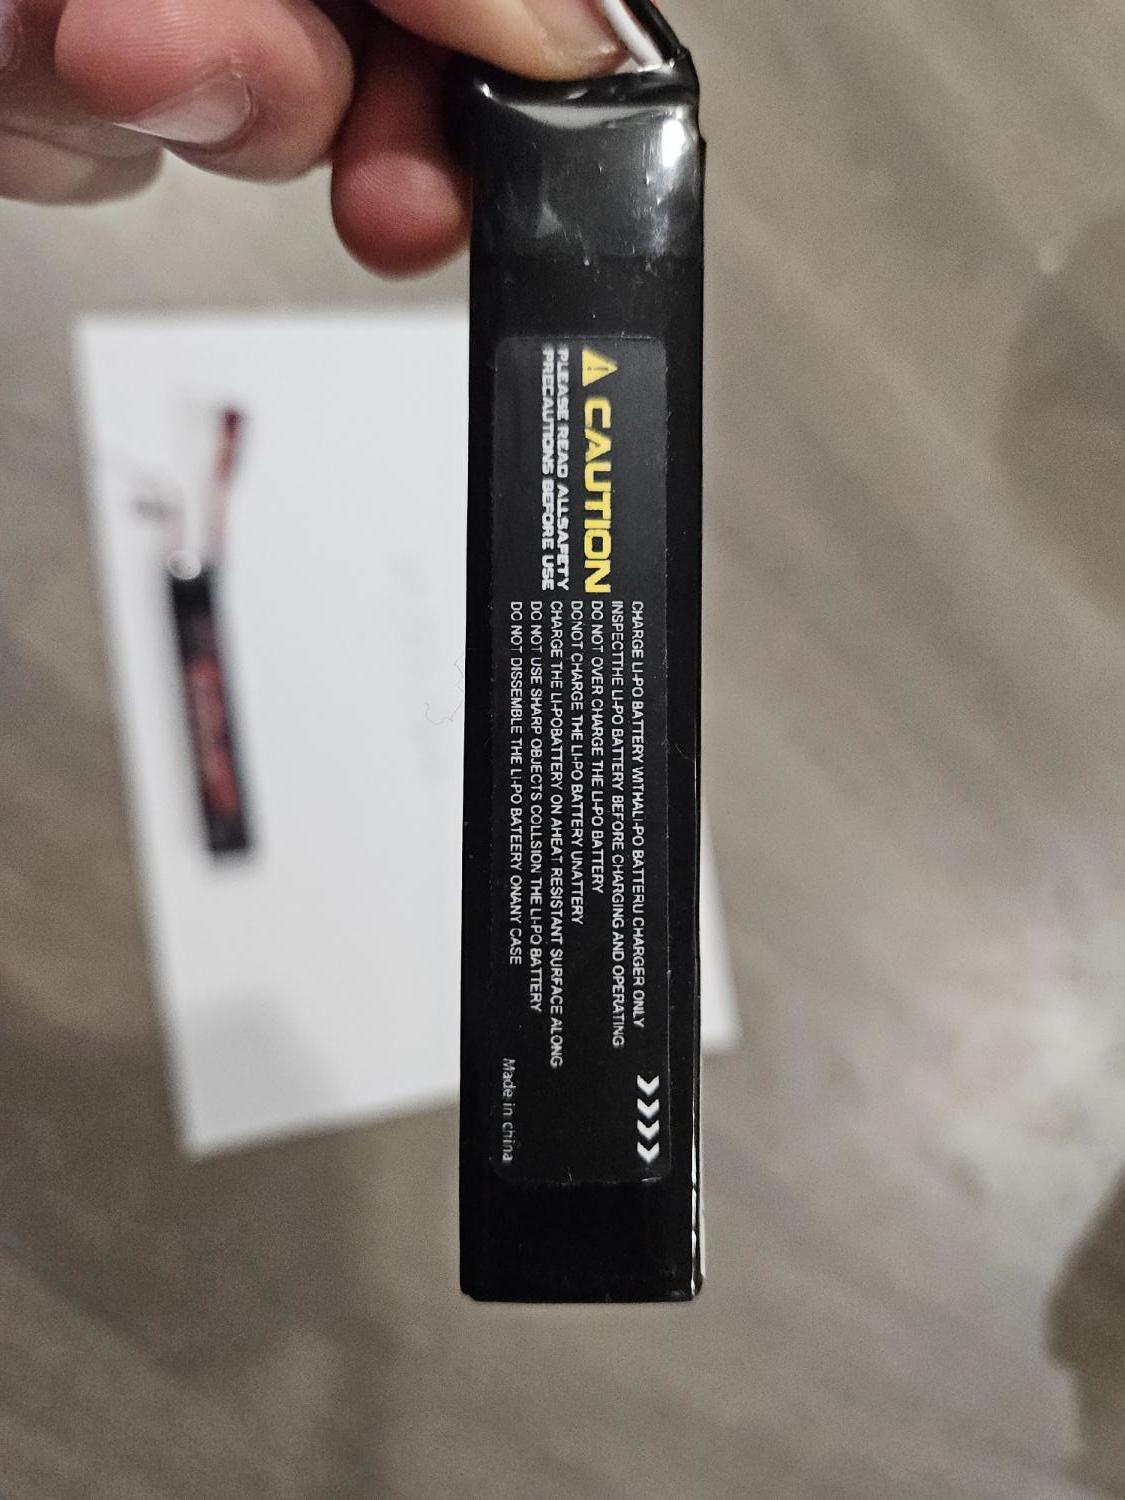 CAUTION
PLEASE READ ALLSAFETY
PRECAUTIONS BEFORE USE
CHARGE LI-PO BATTERY WITHALI-PO BATTERU CHARGER ONLY
INSPECTTHE LI-PO BATTERY BEFORE CHARGING AND OPERATING
DO NOT OVER CHARGE THE LI-PO BATTERY
DONOT CHARGE THE LI-PO BATTERY UNATTERY
CHARGE THE LI-POBATTERY ON AHEAT RESISTANT SURFACE ALONG
DO NOT USE SHARP OBJECTS COLLSION THE LI-PO BATTERY
DO NOT DISSEMBLE THE LI-PO BATEERY ONANY CASE
Made in china